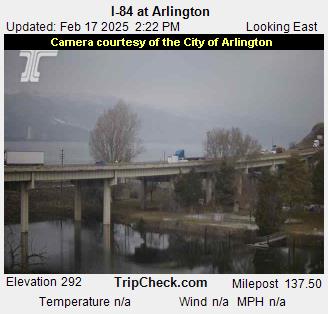 I-84 at Arlington
Updated: Feb 17 2025 2:22 PM Looking East
Camera courtesy of the City of Arlington
Elevation 292 TripCheck.com Milepost 137.50
Temperature n/a Wind n/a MPH n/a